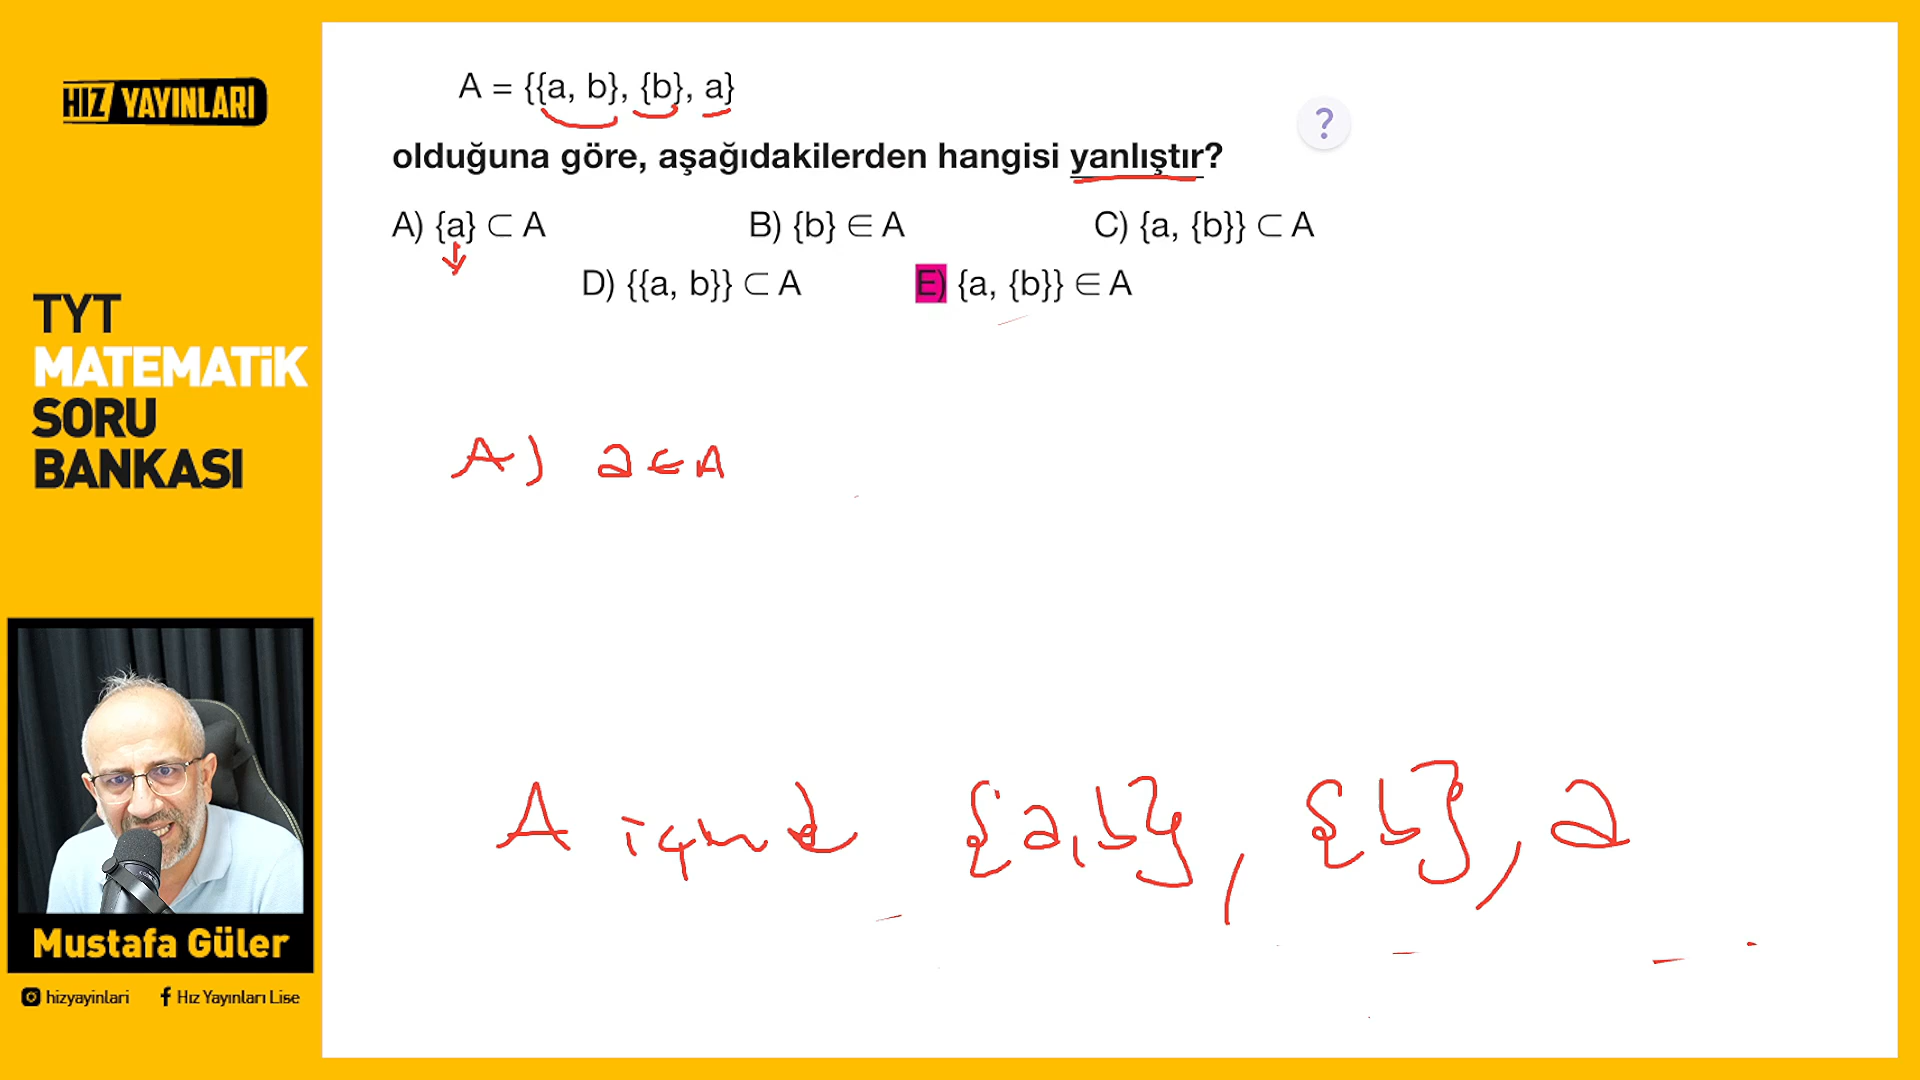 HIZ YAYINLARI
TYT
MATEMATİK
SORU
BANKASI
Mustafa Güler
hizyayinlari
Hız Yayınları Lise
A = {{a, b}, {b}, a}
?
olduğuna göre, aşağıdakilerden hangisi yanlıştır?
A) {a} ⊂ A
B) {b} ∈ A
C) {a, {b}} ⊂ A
D) {{a, b}} ⊂ A
E) {a, {b}} ∈ A
A) a ∈ A
A içinde {a,b}, {b}, a